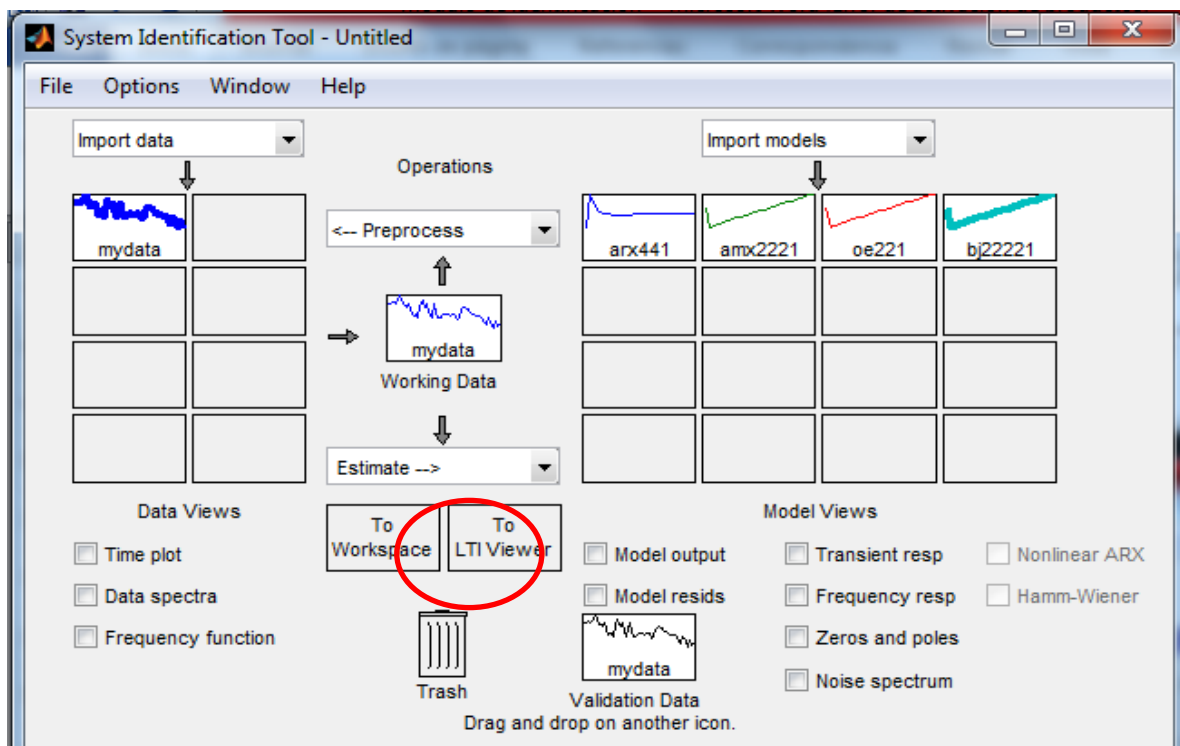 System Identification Tool - Untitled
File Options Window Help
Import data
Import models
Operations
mydata
<-- Preprocess
arx441
amx2221
oe221
bj22221
mydata
Working Data
Estimate -->
Data Views
Model Views
To
Workspace
To
LTI Viewer
Time plot
Data spectra
Frequency function
Model output
Model resids
Transient resp
Frequency resp
Zeros and poles
Noise spectrum
Nonlinear ARX
Hamm-Wiener
Trash
mydata
Validation Data
Drag and drop on another icon.